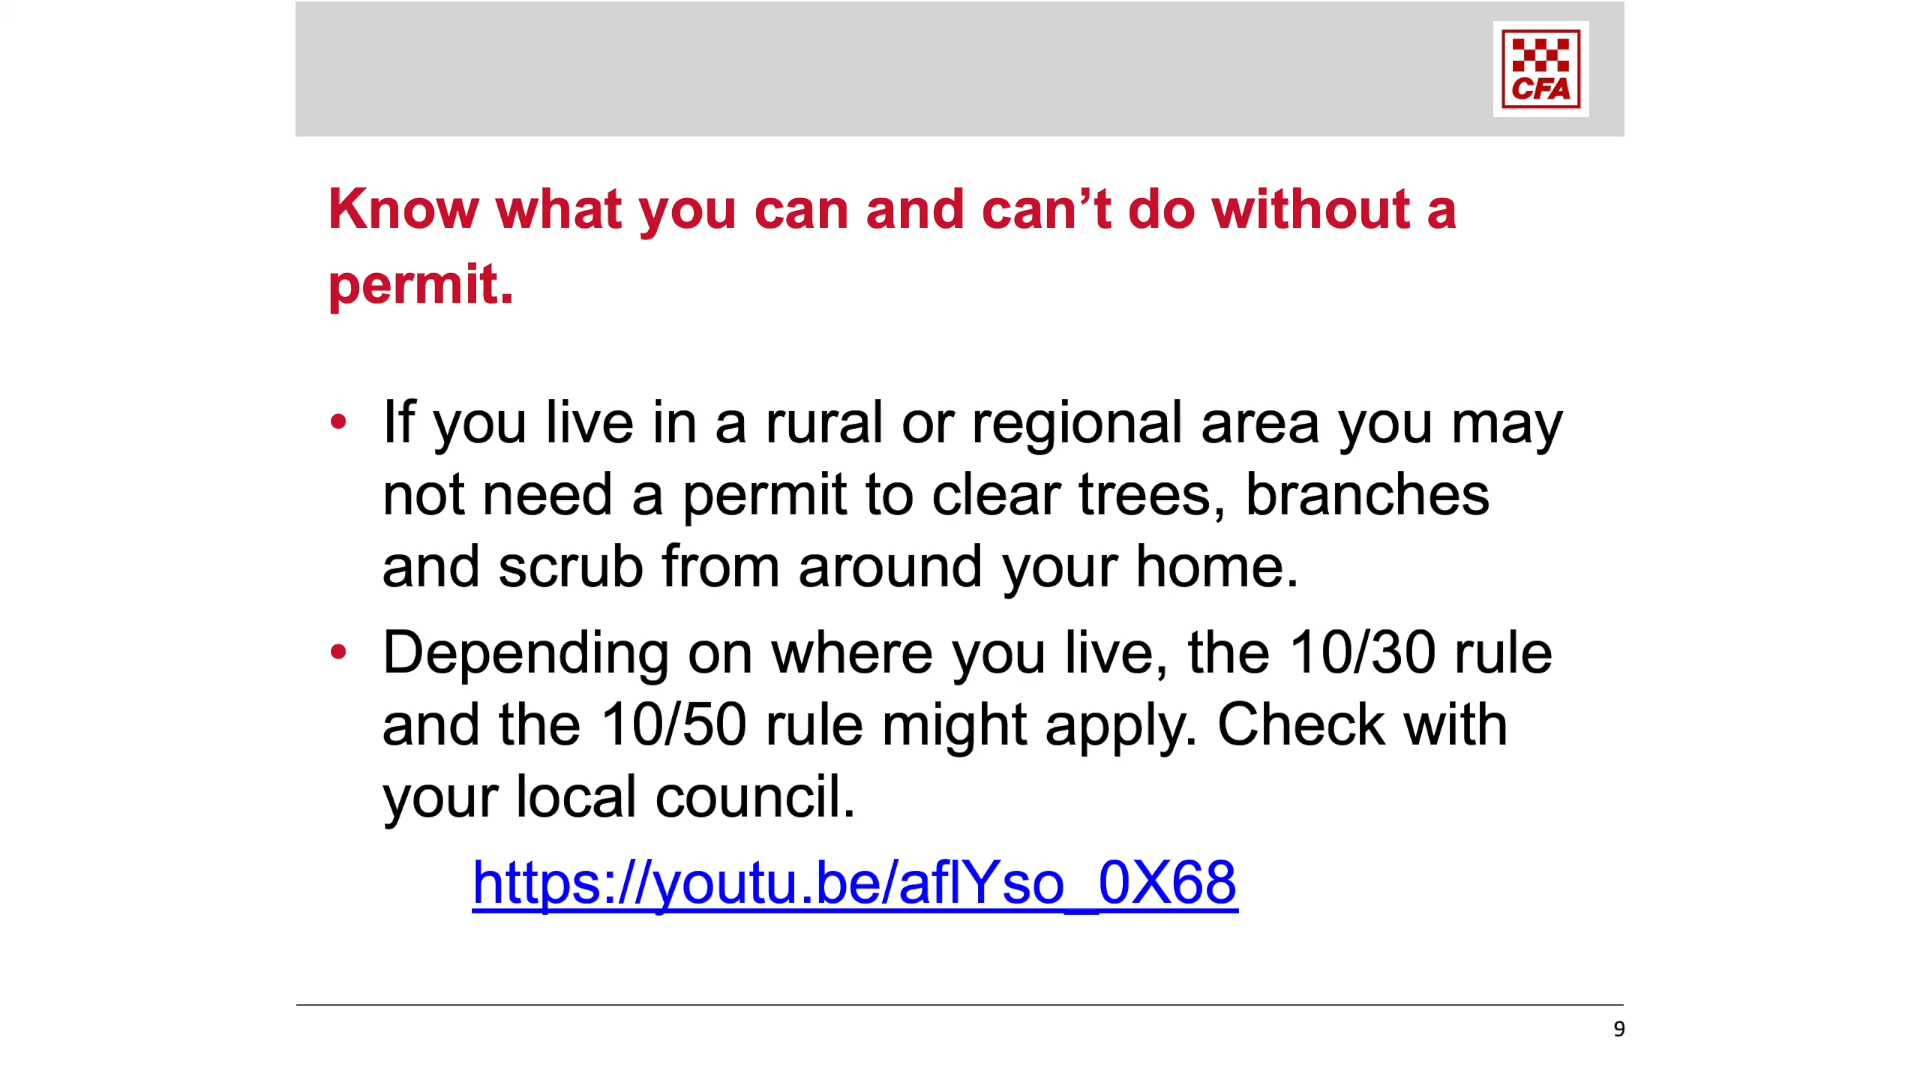 CFA
Know what you can and can’t do without a
permit.
• If you live in a rural or regional area you may
not need a permit to clear trees, branches
and scrub from around your home.
• Depending on where you live, the 10/30 rule
and the 10/50 rule might apply. Check with
your local council.
https://youtu.be/aflYso_0X68
9